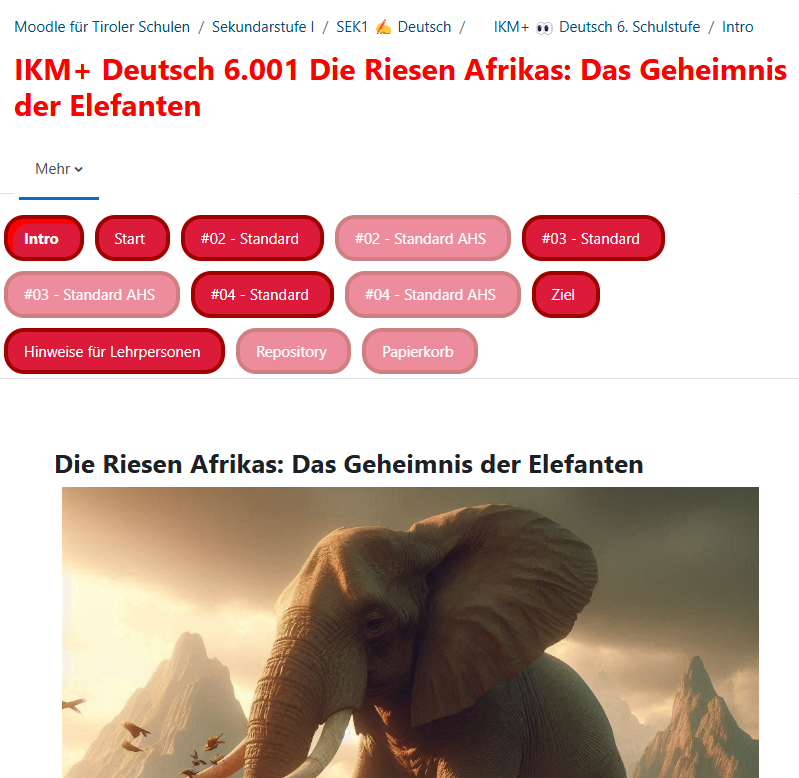 Moodle für Tiroler Schulen / Sekundarstufe I / SEK1 ✍ Deutsch / IKM+ 👀 Deutsch 6. Schulstufe / Intro
IKM+ Deutsch 6.001 Die Riesen Afrikas: Das Geheimnis
der Elefanten
Mehr
Intro Start #02 - Standard #02 - Standard AHS #03 - Standard
#03 - Standard AHS #04 - Standard #04 - Standard AHS Ziel
Hinweise für Lehrpersonen Repository Papierkorb
Die Riesen Afrikas: Das Geheimnis der Elefanten